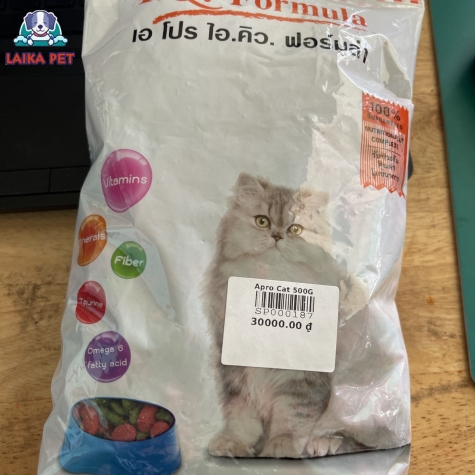 LAIKA PET
Formula
เอ โปร ไอ.คิว. ฟอร์มูล่า
100%
Vitamins
Minerals
Fiber
Taurine
Omega 6
fatty acid
Apro Cat 500G
SP000187
30000.00 ₫